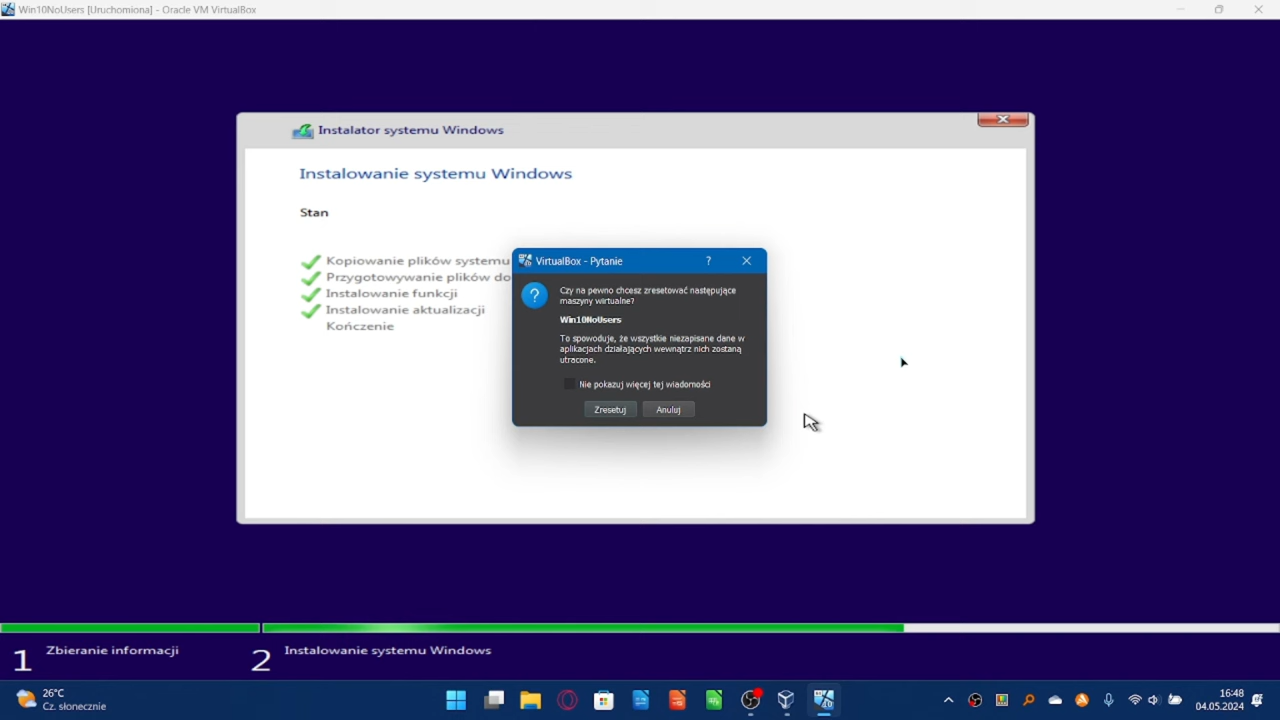 Win10NoUsers [Uruchomiona] - Oracle VM VirtualBox
Instalator systemu Windows
Instalowanie systemu Windows
Stan
Kopiowanie plików systemu
Przygotowywanie plików do
Instalowanie funkcji
Instalowanie aktualizacji
Kończenie
VirtualBox - Pytanie
?
Czy na pewno chcesz zresetować następujące
maszyny wirtualne?
Win10NoUsers
To spowoduje, że wszystkie niezapisane dane w
aplikacjach działających wewnątrz nich zostaną
utracone.
Nie pokazuj więcej tej wiadomości
Zresetuj
Anuluj
1 Zbieranie informacji
2 Instalowanie systemu Windows
26°C
Cz. słonecznie
16:48
04.05.2024